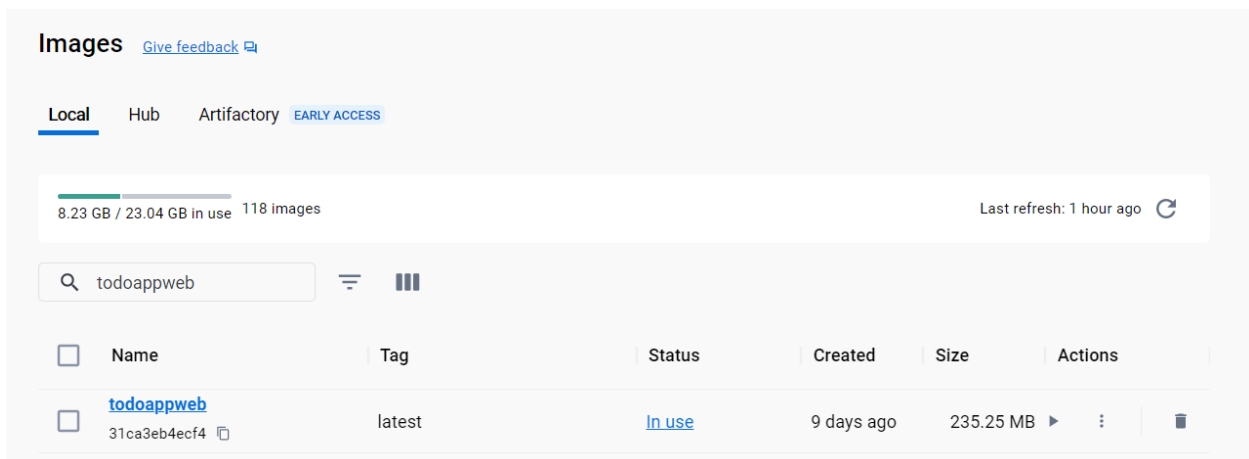 Images Give feedback
Local Hub Artifactory EARLY ACCESS
8.23 GB / 23.04 GB in use 118 images Last refresh: 1 hour ago
todoappweb
Name Tag Status Created Size Actions
todoappweb
31ca3eb4ecf4
latest In use 9 days ago 235.25 MB